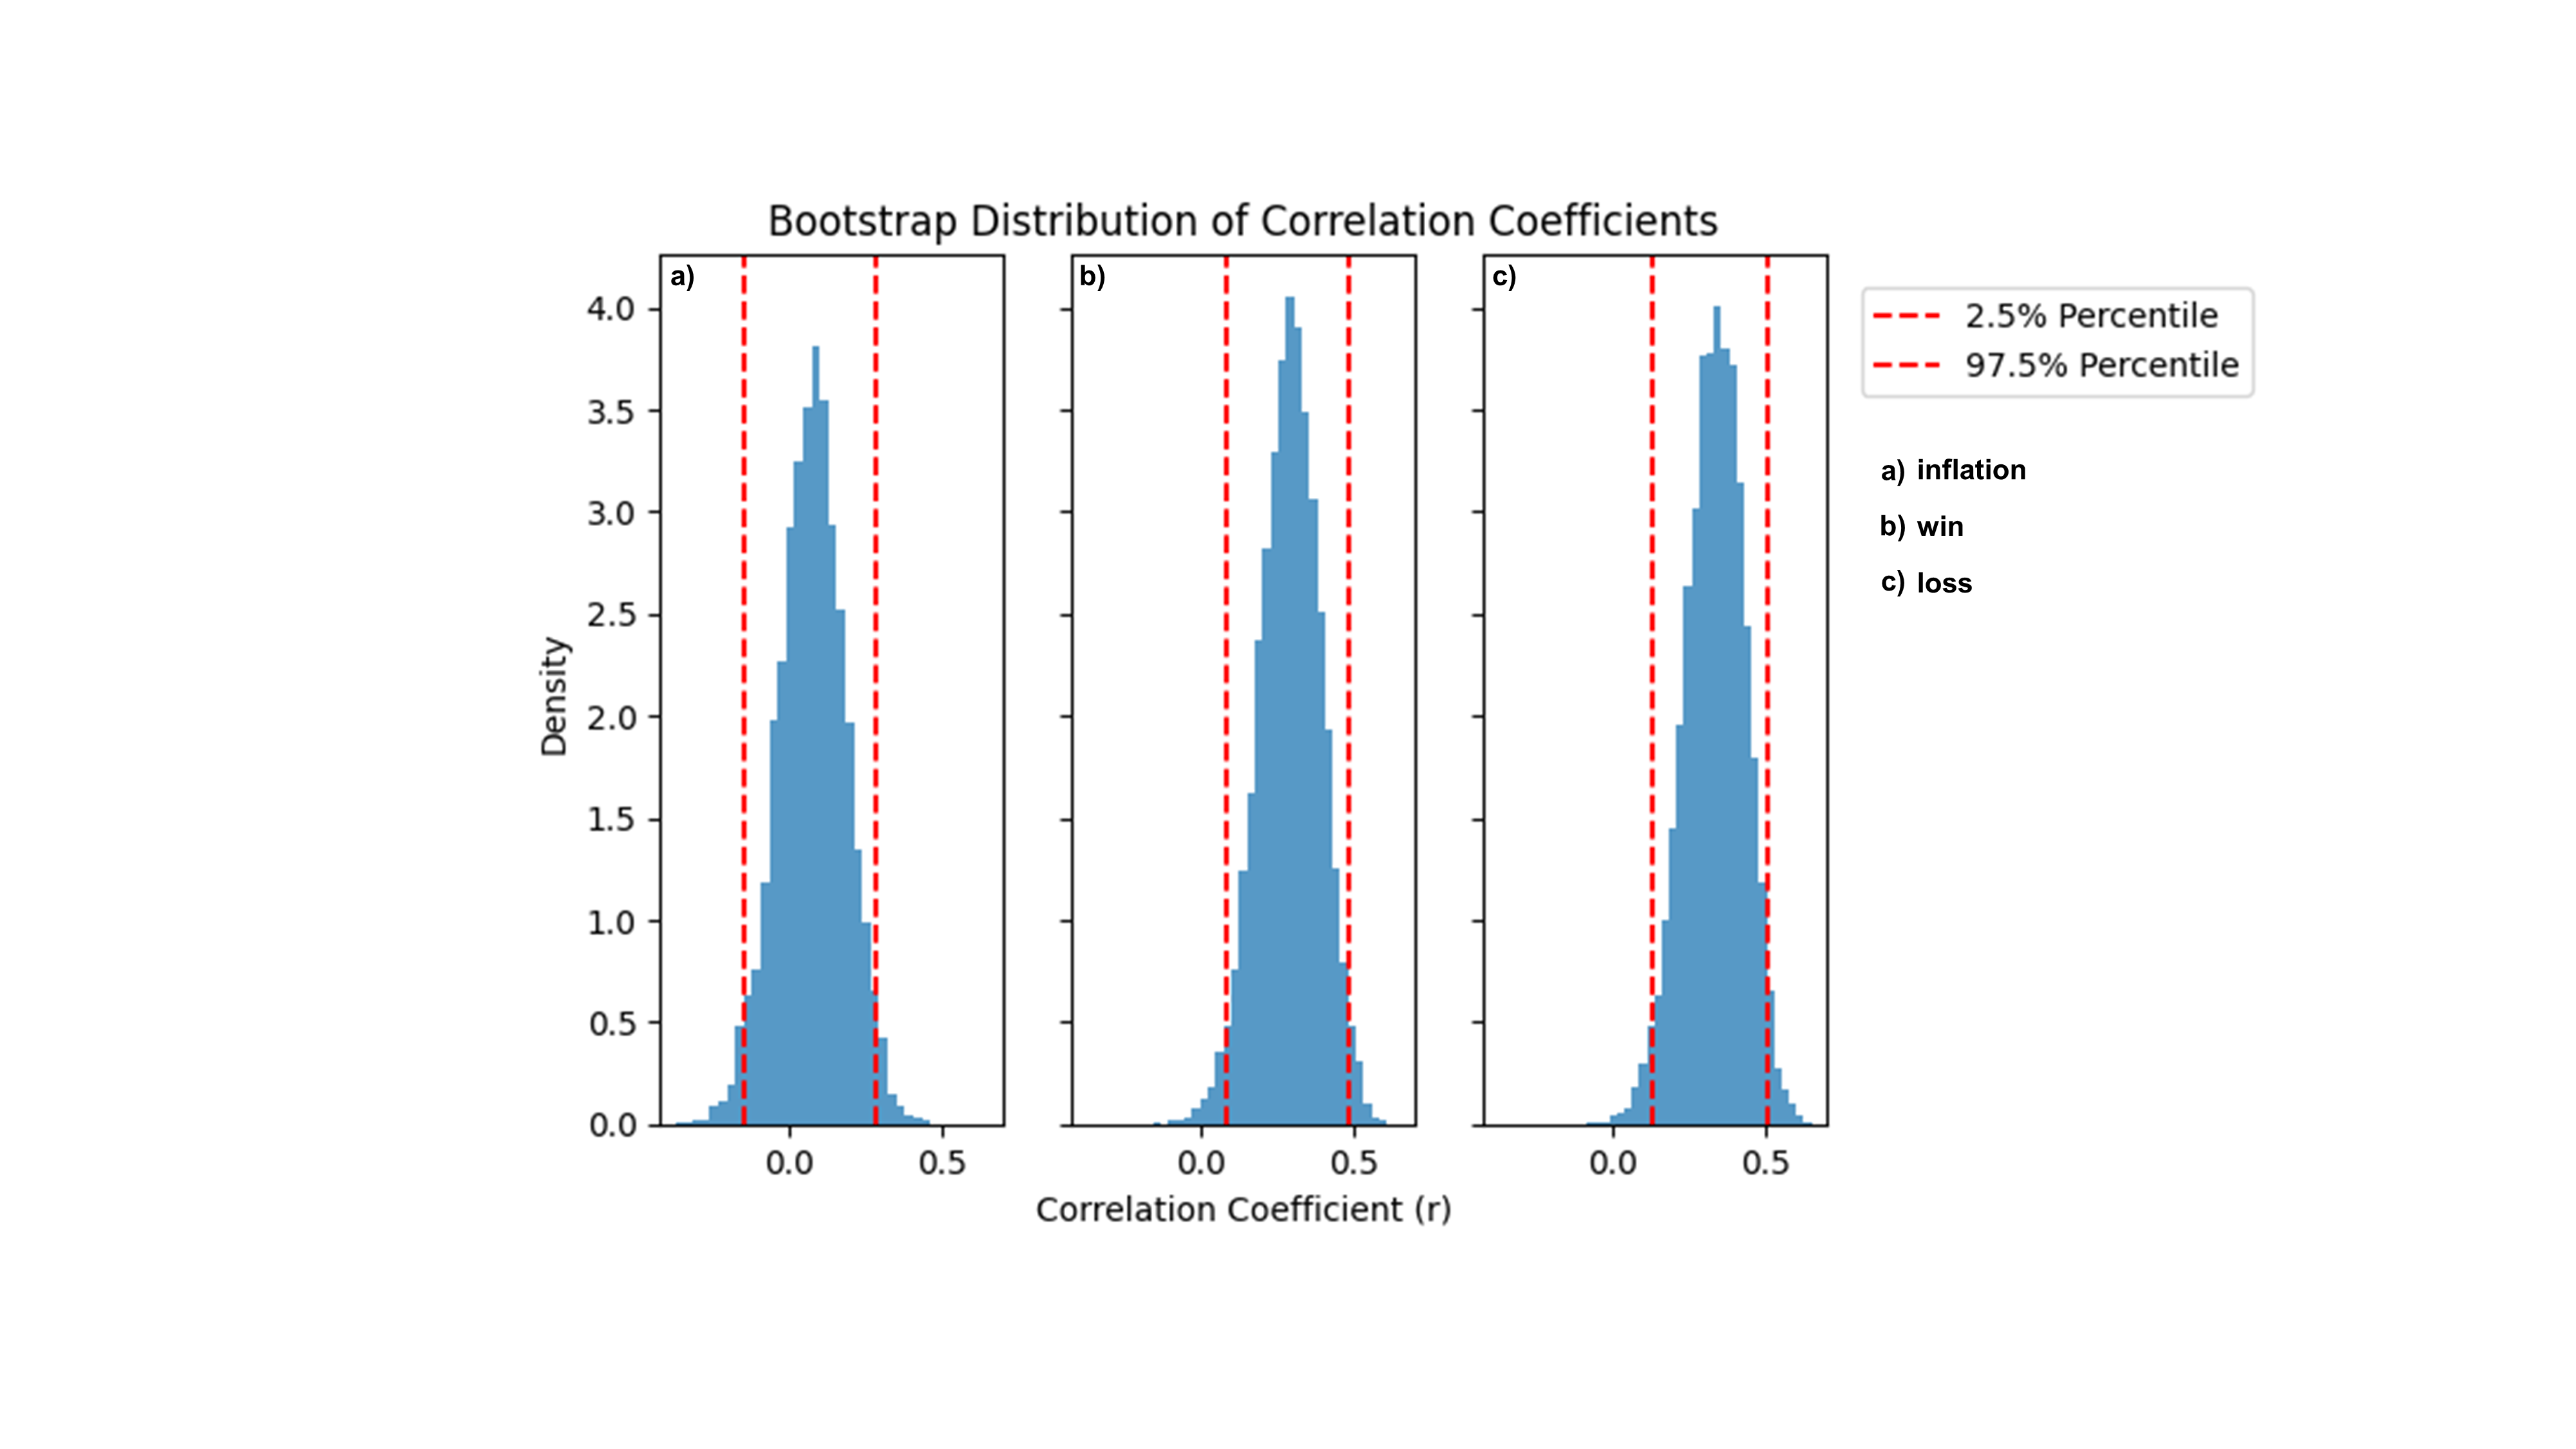 Bootstrap Distribution of Correlation Coefficients
a)
b)
c)
4.0
3.5
3.0
2.5
2.0
1.5
1.0
0.5
0.0
Density
0.0 0.5
0.0 0.5
0.0 0.5
Correlation Coefficient (r)
2.5% Percentile
97.5% Percentile
a) inflation
b) win
c) loss